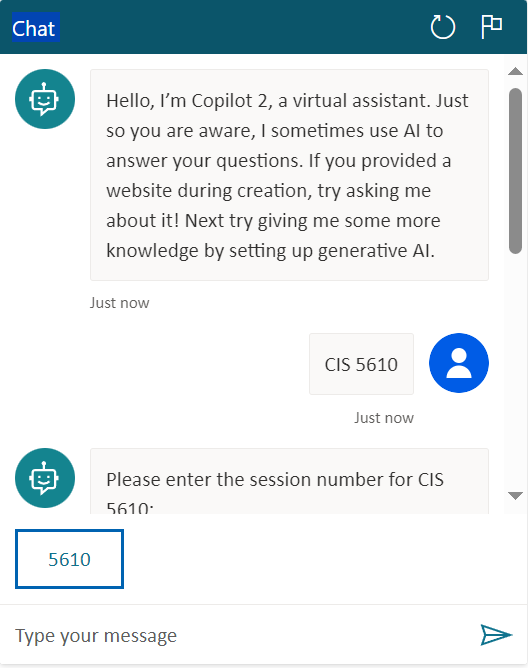 Chat
Hello, I’m Copilot 2, a virtual assistant. Just
so you are aware, I sometimes use AI to
answer your questions. If you provided a
website during creation, try asking me
about it! Next try giving me some more
knowledge by setting up generative AI.
Just now
CIS 5610
Just now
Please enter the session number for CIS
5610:
5610
Type your message